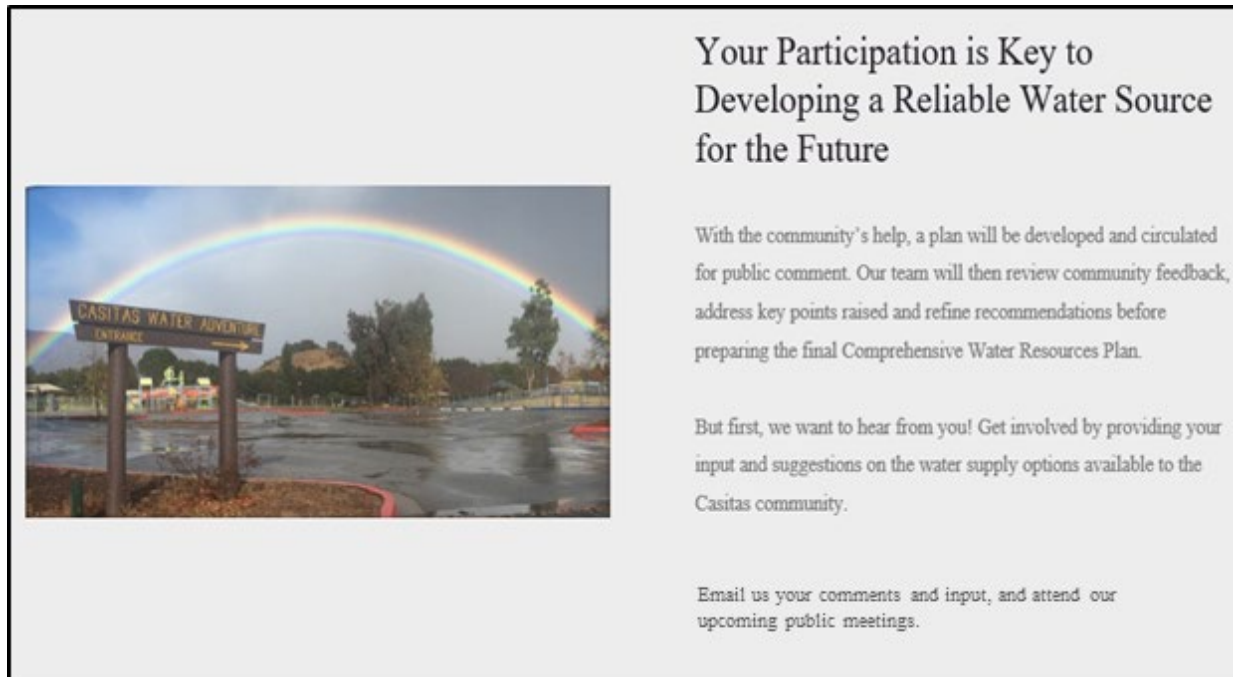 Your Participation is Key to
Developing a Reliable Water Source
for the Future
CASITAS WATER ADVENTURE
ENTRANCE
With the community's help, a plan will be developed and circulated
for public comment. Our team will then review community feedback,
address key points raised and refine recommendations before
preparing the final Comprehensive Water Resources Plan.
But first, we want to hear from you! Get involved by providing your
input and suggestions on the water supply options available to the
Casitas community.
Email us your comments and input, and attend our
upcoming public meetings.